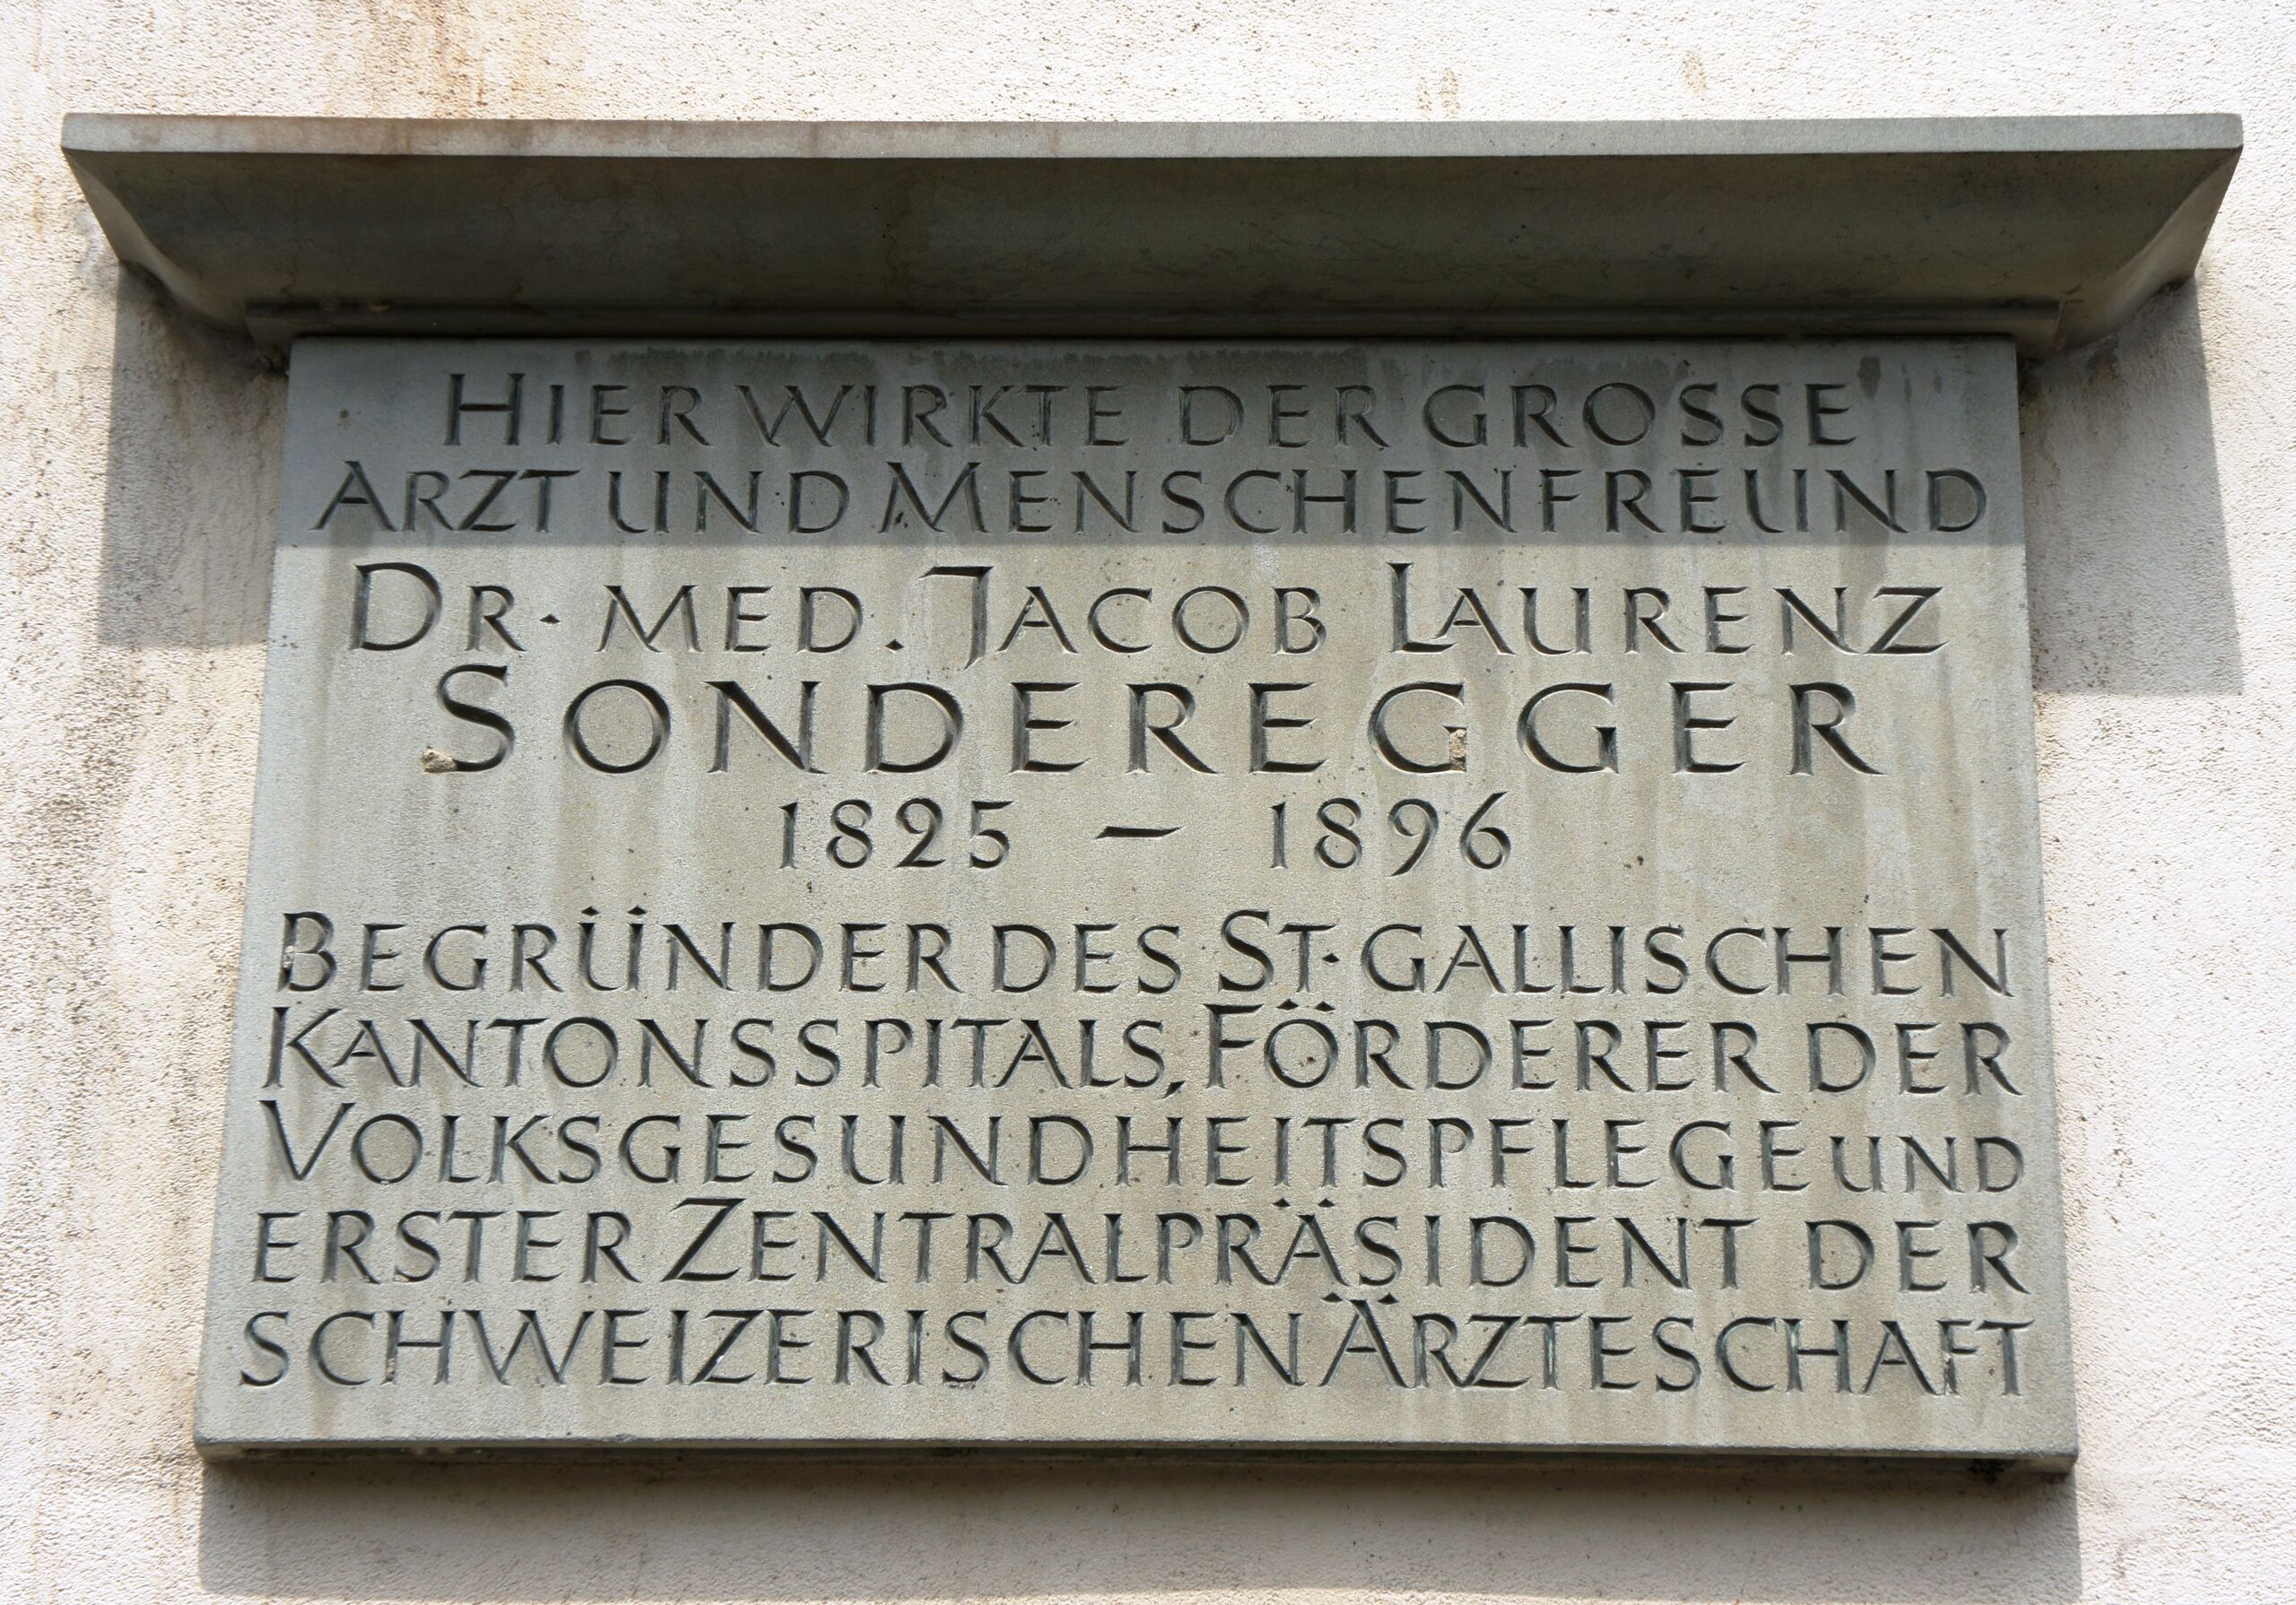 HIER WIRKTE DER GROSSE
ARZT UND MENSCHENFREUND
DR. MED. JACOB LAURENZ
SONDEREGGER
1825 – 1896
BEGRÜNDER DES ST. GALLISCHEN
KANTONSSPITALS, FÖRDERER DER
VOLKSGESUNDHEITSPFLEGE UND
ERSTER ZENTRALPRÄSIDENT DER
SCHWEIZERISCHEN ÄRZTESCHAFT